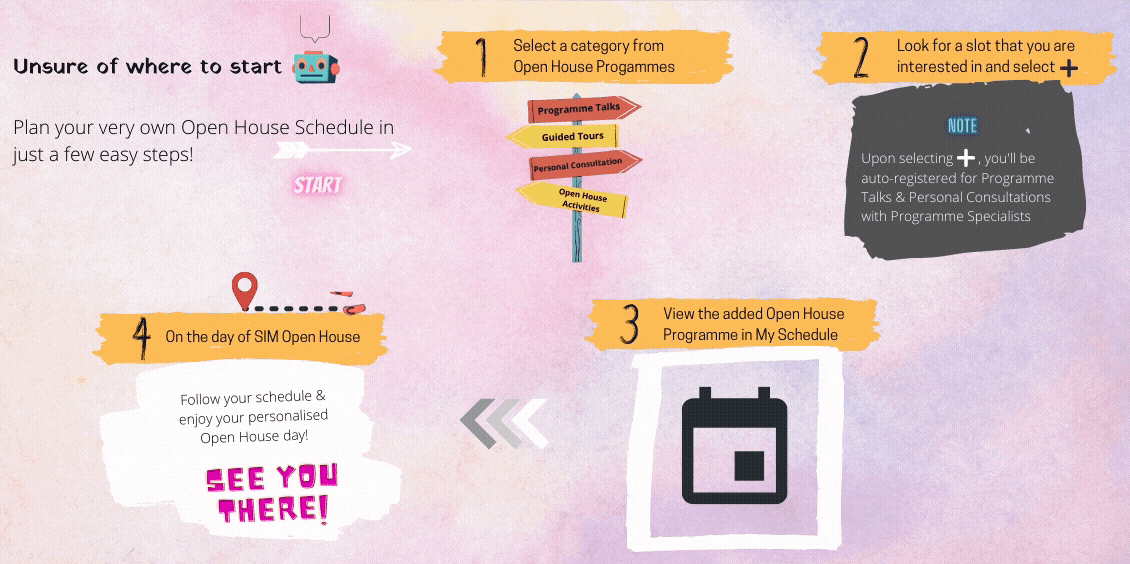 Unsure of where to start
Plan your very own Open House Schedule in
just a few easy steps!
START
1
Select a category from
Open House Progammes
Programme Talks
Guided Tours
Personal Consultation
Open House
Activities
2
Look for a slot that you are
interested in and select +
NOTE
Upon selecting +, you'll be
auto-registered for Programme
Talks & Personal Consultations
with Programme Specialists
3
View the added Open House
Programme in My Schedule
4
On the day of SIM Open House
Follow your schedule &
enjoy your personalised
Open House day!
SEE YOU
THERE!